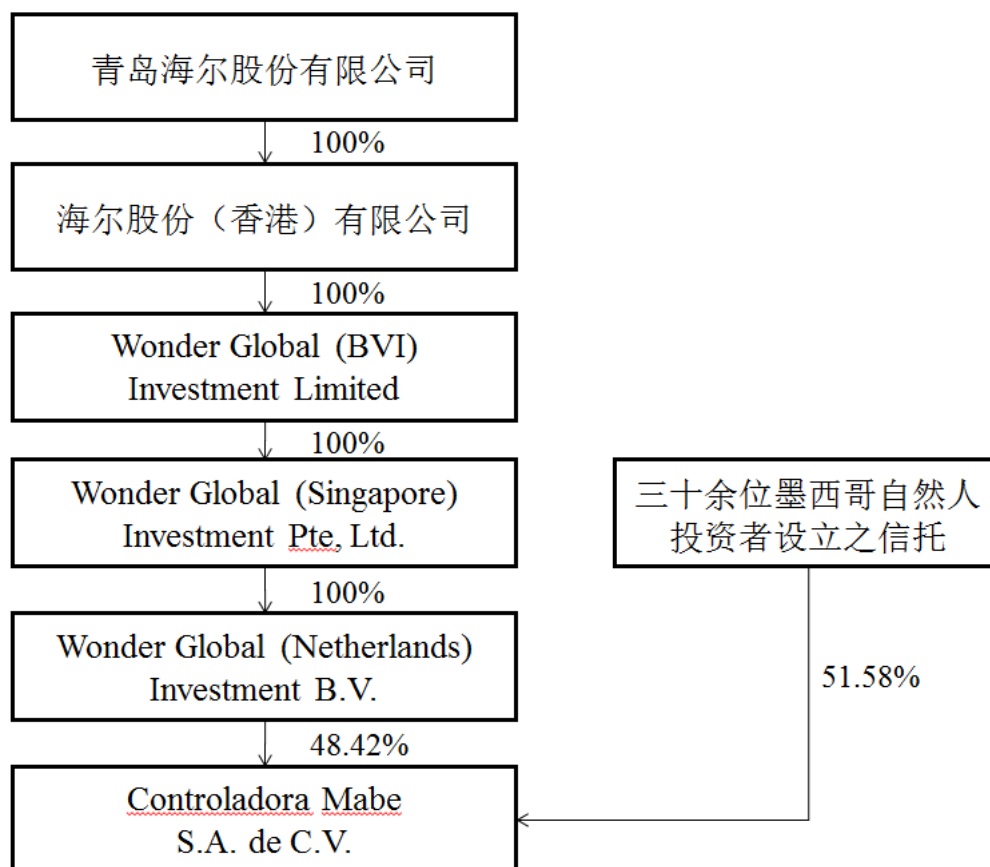 青岛海尔股份有限公司
100%
海尔股份（香港）有限公司
100%
Wonder Global (BVI)
Investment Limited
100%
Wonder Global (Singapore)
Investment Pte, Ltd.
100%
Wonder Global (Netherlands)
Investment B.V.
48.42%
Controladora Mabe
S.A. de C.V.
三十余位墨西哥自然人
投资者设立之信托
51.58%